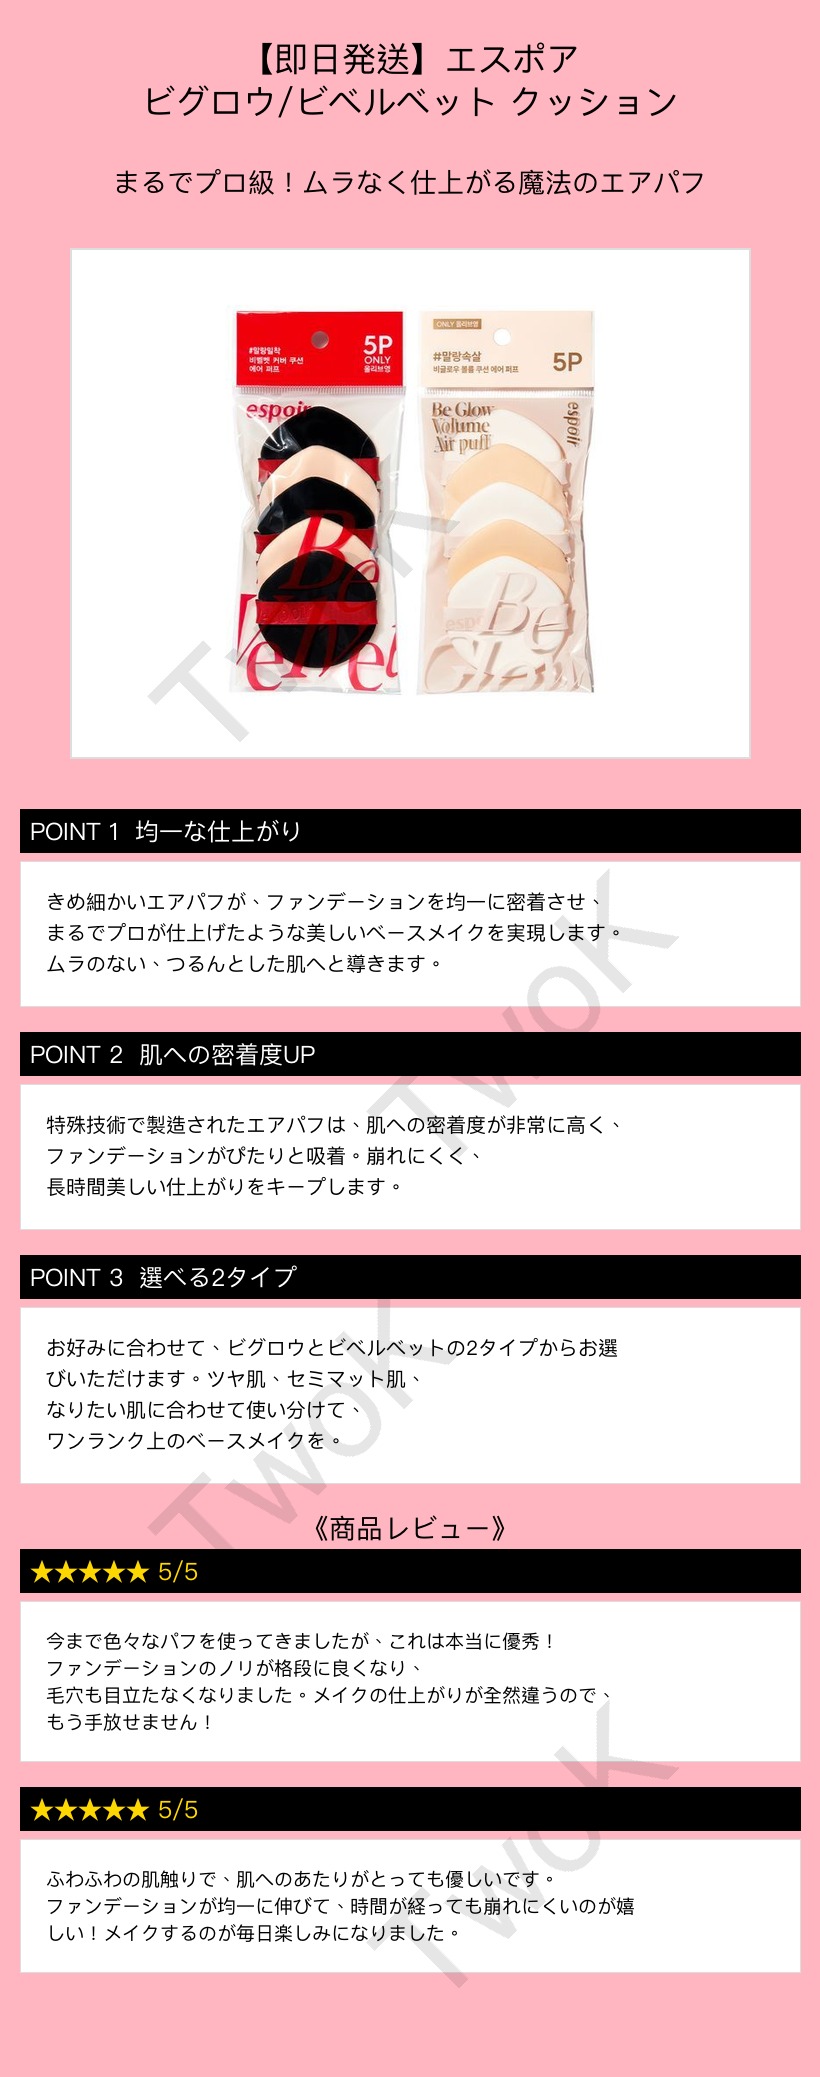 【即日発送】エスポア
ビグロウ/ビベルベット クッション
まるでプロ級！ムラなく仕上がる魔法のエアパフ
#말랑밀착
비벨벳 커버 쿠션
에어 퍼프
5P
ONLY
올리브영
espoir
Be
Velvet
ONLY 올리브영
#말랑속살
비글로우 볼륨 쿠션 에어 퍼프
5P
Be Glow
Volume
Air puff
espoir
Be
Glow
TwoK
POINT 1 均一な仕上がり
きめ細かいエアパフが、ファンデーションを均一に密着させ、
まるでプロが仕上げたような美しいベースメイクを実現します。
ムラのない、つるんとした肌へと導きます。
TwoK
POINT 2 肌への密着度UP
特殊技術で製造されたエアパフは、肌への密着度が非常に高く、
ファンデーションがぴたりと吸着。崩れにくく、
長時間美しい仕上がりをキープします。
POINT 3 選べる2タイプ
お好みに合わせて、ビグロウとビベルベットの2タイプからお選
びいただけます。ツヤ肌、セミマット肌、
なりたい肌に合わせて使い分けて、
ワンランク上のベースメイクを。
TwoK
《商品レビュー》
★★★★★ 5/5
今まで色々なパフを使ってきましたが、これは本当に優秀！
ファンデーションのノリが格段に良くなり、
毛穴も目立たなくなりました。メイクの仕上がりが全然違うので、
もう手放せません！
TwoK
★★★★★ 5/5
ふわふわの肌触りで、肌へのあたりがとっても優しいです。
ファンデーションが均一に伸びて、時間が経っても崩れにくいのが嬉
しい！メイクするのが毎日楽しみになりました。